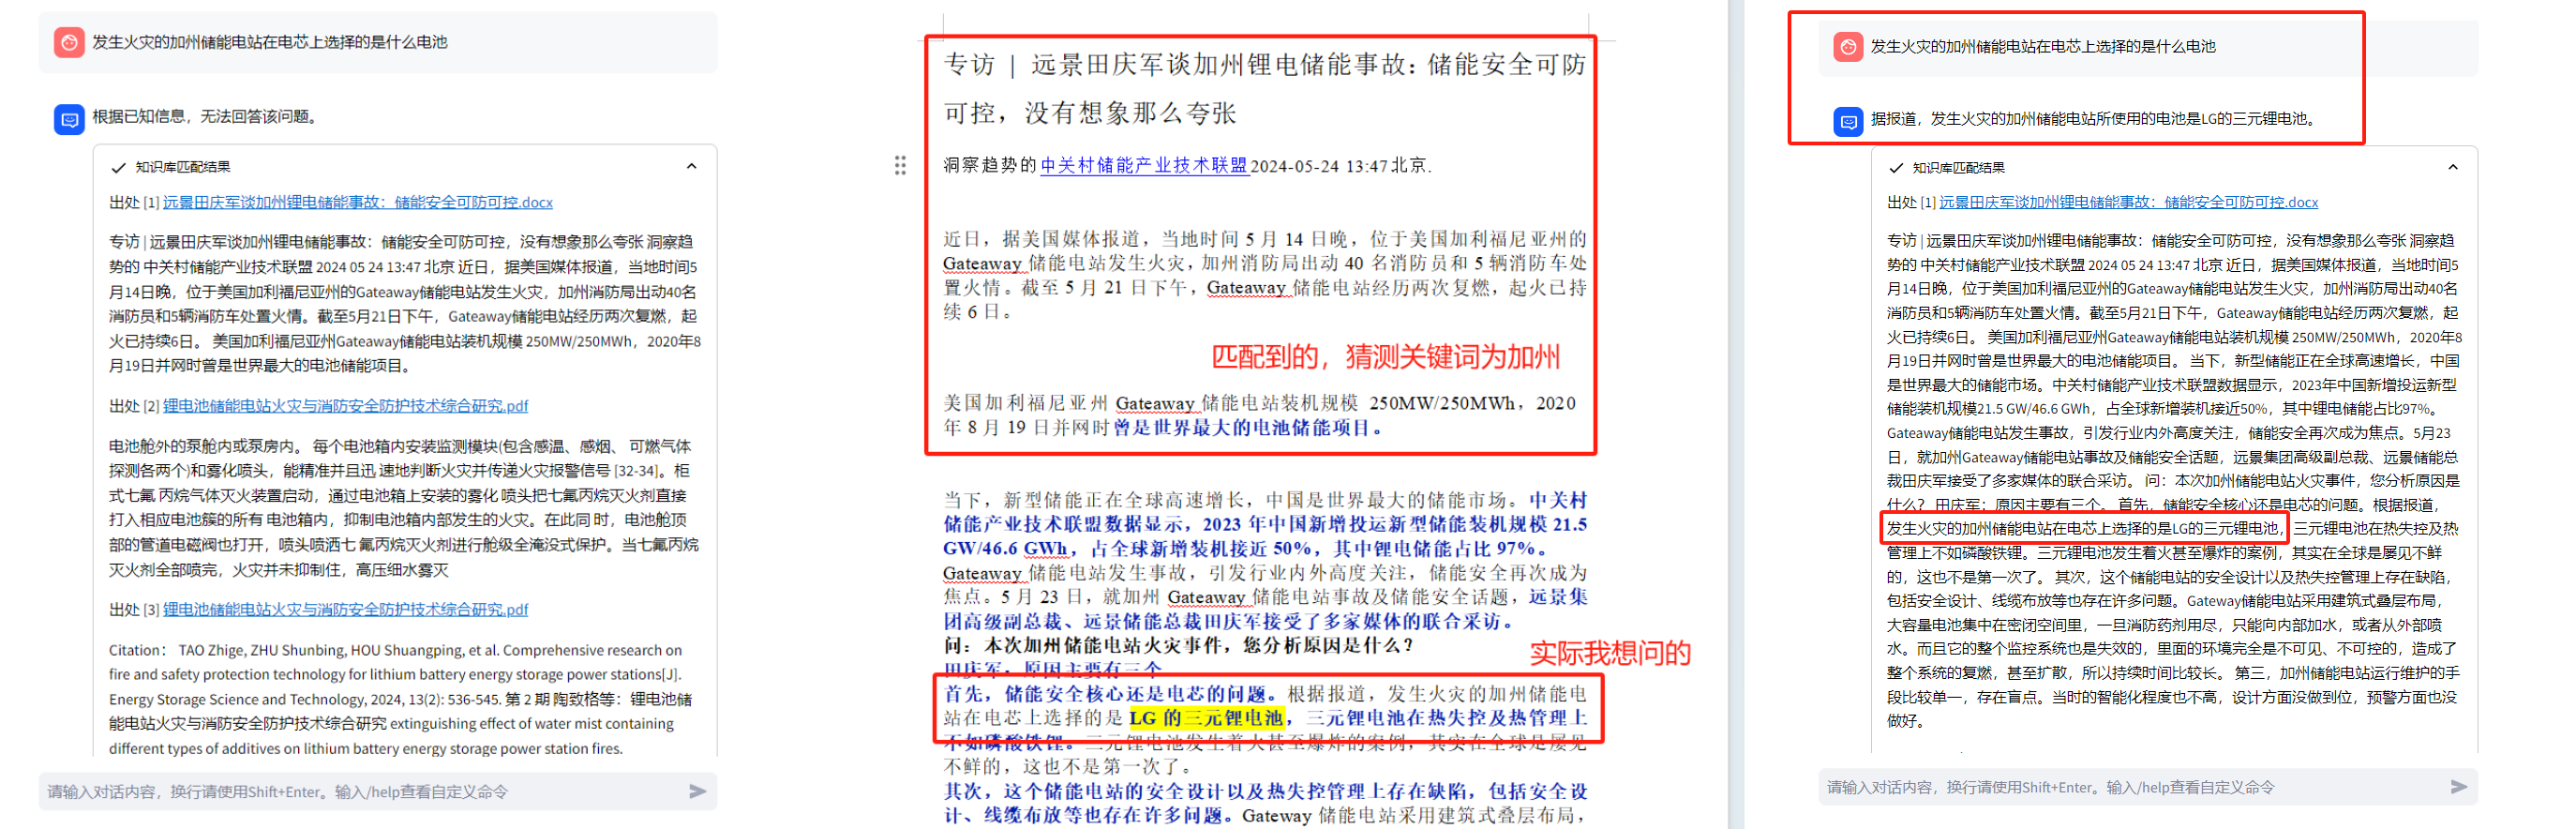 发生火灾的加州储能电站在电芯上选择的是什么电池
根据已知信息，无法回答该问题。
知识库匹配结果
出处 [1] 远景田庆军谈加州锂电储能事故：储能安全可防可控.docx
专访 | 远景田庆军谈加州锂电储能事故：储能安全可防可控，没有想象那么夸张 洞察趋
势的 中关村储能产业技术联盟 2024 05 24 13:47 北京 近日，据美国媒体报道，当地时间5
月14日晚，位于美国加利福尼亚州的Gateaway储能电站发生火灾，加州消防局出动40名
消防员和5辆消防车处置火情。截至5月21日下午，Gateaway储能电站经历两次复燃，起
火已持续6日。 美国加利福尼亚州Gateaway储能电站装机规模 250MW/250MWh，2020年8
月19日并网时曾是世界最大的电池储能项目。
出处 [2] 锂电池储能电站火灾与消防安全防护技术综合研究.pdf
电池舱外的泵舱内或泵房内。 每个电池箱内安装监测模块(包含感温、感烟、 可燃气体
探测各两个)和雾化喷头，能精准并且迅 速地判断火灾并传递火灾报警信号 [32-34]。柜
式七氟 丙烷气体灭火装置启动，通过电池箱上安装的雾化 喷头把七氟丙烷灭火剂直接
打入相应电池簇的所有 电池箱内，抑制电池箱内部发生的火灾。在此同 时，电池舱顶
部的管道电磁阀也打开，喷头喷洒七 氟丙烷灭火剂进行舱级全淹没式保护。当七氟丙烷
灭火剂全部喷完，火灾并未抑制住，高压细水雾灭
出处 [3] 锂电池储能电站火灾与消防安全防护技术综合研究.pdf
Citation： TAO Zhige, ZHU Shunbing, HOU Shuangping, et al. Comprehensive research on
fire and safety protection technology for lithium battery energy storage power stations[J].
Energy Storage Science and Technology, 2024, 13(2): 536-545. 第 2 期 陶致格等：锂电池储
能电站火灾与消防安全防护技术综合研究 extinguishing effect of water mist containing
different types of additives on lithium battery energy storage power station fires.
请输入对话内容，换行请使用Shift+Enter。输入/help查看自定义命令
专访 | 远景田庆军谈加州锂电储能事故：储能安全可防
可控，没有想象那么夸张
洞察趋势的中关村储能产业技术联盟2024-05-24 13:47北京.
近日，据美国媒体报道，当地时间 5 月 14 日晚，位于美国加利福尼亚州的
Gateaway 储能电站发生火灾，加州消防局出动 40 名消防员和 5 辆消防车处
置火情。截至 5 月 21 日下午，Gateaway 储能电站经历两次复燃，起火已持
续 6 日。
匹配到的，猜测关键词为加州
美国加利福尼亚州 Gateaway 储能电站装机规模 250MW/250MWh，2020
年 8 月 19 日并网时曾是世界最大的电池储能项目。
当下，新型储能正在全球高速增长，中国是世界最大的储能市场。中关村
储能产业技术联盟数据显示，2023 年中国新增投运新型储能装机规模 21.5
GW/46.6 GWh，占全球新增装机接近 50%，其中锂电储能占比 97%。
Gateaway 储能电站发生事故，引发行业内外高度关注，储能安全再次成为
焦点。5 月 23 日，就加州 Gateaway 储能电站事故及储能安全话题，远景集
团高级副总裁、远景储能总裁田庆军接受了多家媒体的联合采访。
问：本次加州储能电站火灾事件，您分析原因是什么？
实际我想问的
田庆军：原因主要有三个
首先，储能安全核心还是电芯的问题。根据报道，发生火灾的加州储能电
站在电芯上选择的是 LG 的三元锂电池，三元锂电池在热失控及热管理上
不如磷酸铁锂。三元锂电池发生着火甚至爆炸的案例，其实在全球是屡见
不鲜的，这也不是第一次了。
其次，这个储能电站的安全设计以及热失控管理上存在缺陷，包括安全设
计、线缆布放等也存在许多问题。Gateway 储能电站采用建筑式叠层布局，
发生火灾的加州储能电站在电芯上选择的是什么电池
据报道，发生火灾的加州储能电站所使用的电池是LG的三元锂电池。
知识库匹配结果
出处 [1] 远景田庆军谈加州锂电储能事故：储能安全可防可控.docx
专访 | 远景田庆军谈加州锂电储能事故：储能安全可防可控，没有想象那么夸张 洞察趋
势的 中关村储能产业技术联盟 2024 05 24 13:47 北京 近日，据美国媒体报道，当地时间5
月14日晚，位于美国加利福尼亚州的Gateaway储能电站发生火灾，加州消防局出动40名
消防员和5辆消防车处置火情。截至5月21日下午，Gateaway储能电站经历两次复燃，起
火已持续6日。 美国加利福尼亚州Gateaway储能电站装机规模 250MW/250MWh，2020年8
月19日并网时曾是世界最大的电池储能项目。 当下，新型储能正在全球高速增长，中国
是世界最大的储能市场。中关村储能产业技术联盟数据显示，2023年中国新增投运新型
储能装机规模21.5 GW/46.6 GWh，占全球新增装机接近50%，其中锂电储能占比97%。
Gateaway储能电站发生事故，引发行业内外高度关注，储能安全再次成为焦点。5月23
日，就加州Gateaway储能电站事故及储能安全话题，远景集团高级副总裁、远景储能总
裁田庆军接受了多家媒体的联合采访。 问：本次加州储能电站火灾事件，您分析原因是
什么？ 田庆军：原因主要有三个。 首先，储能安全核心还是电芯的问题。根据报道，
发生火灾的加州储能电站在电芯上选择的是LG的三元锂电池，三元锂电池在热失控及热
管理上不如磷酸铁锂。三元锂电池发生着火甚至爆炸的案例，其实在全球是屡见不鲜
的，这也不是第一次了。 其次，这个储能电站的安全设计以及热失控管理上存在缺陷，
包括安全设计、线缆布放等也存在许多问题。Gateway储能电站采用建筑式叠层布局，
大容量电池集中在密闭空间里，一旦消防药剂用尽，只能向内部加水，或者从外部喷
水。而且它的整个监控系统也是失效的，里面的环境完全是不可见、不可控的，造成了
整个系统的复燃，甚至扩散，所以持续时间比较长。 第三，加州储能电站运行维护的手
段比较单一，存在盲点。当时的智能化程度也不高，设计方面没做到位，预警方面也没
做好。
请输入对话内容，换行请使用Shift+Enter。输入/help查看自定义命令